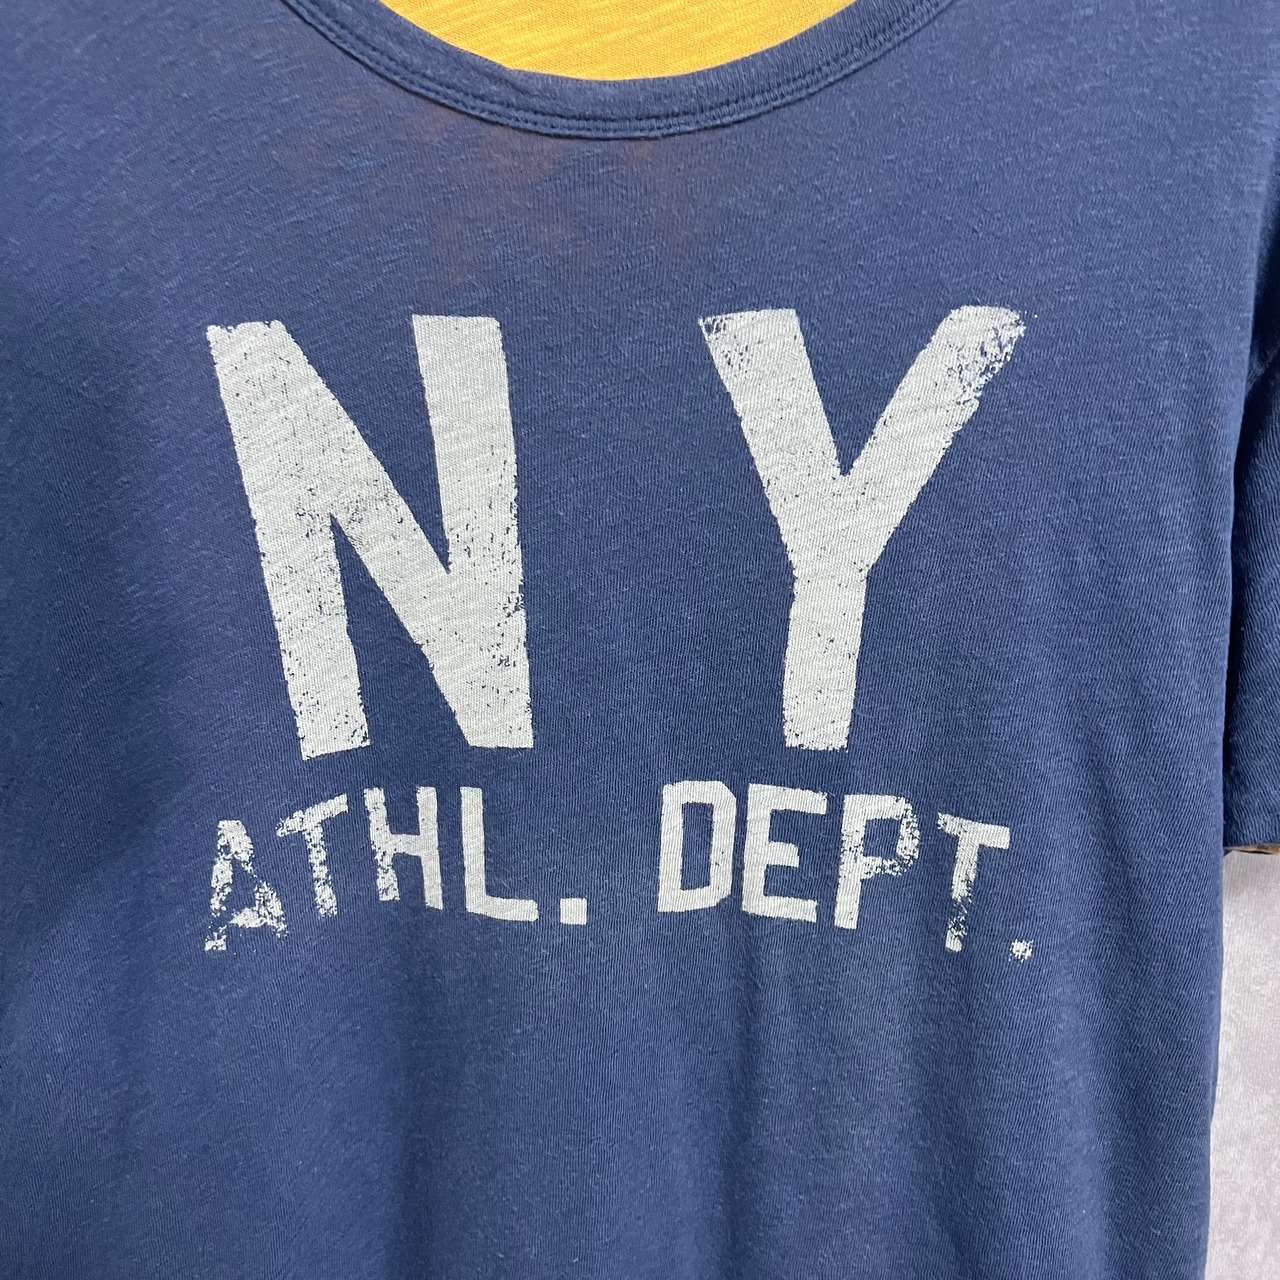 N Y
ATHL. DEPT.